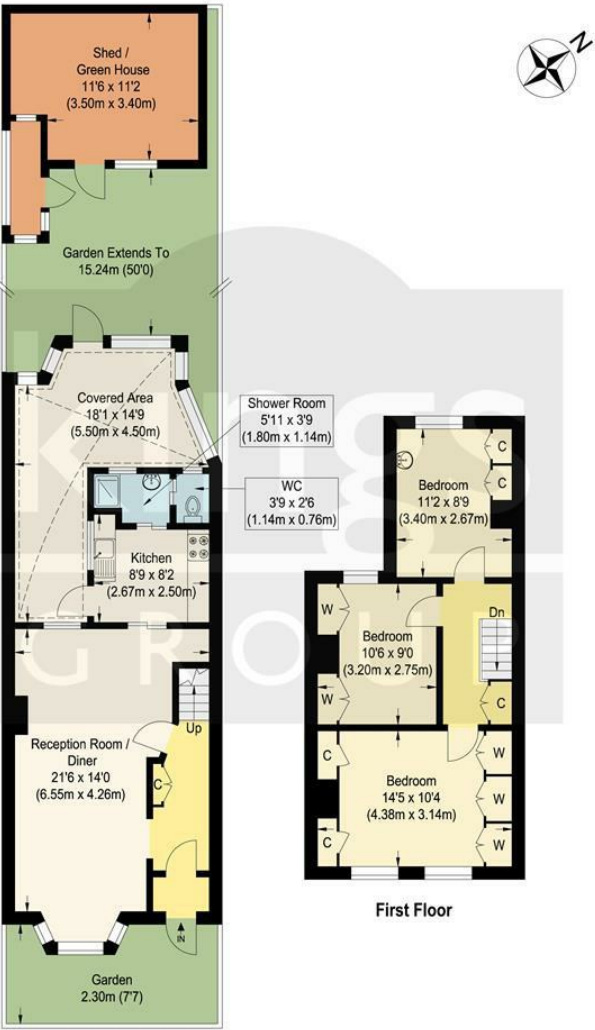 Shed /
Green House
11'6 x 11'2
(3.50m x 3.40m)
N
Garden Extends To
15.24m (50'0)
Covered Area
18'1 x 14'9
(5.50m x 4.50m)
Shower Room
5'11 x 3'9
(1.80m x 1.14m)
WC
3'9 x 2'6
(1.14m x 0.76m)
Kitchen
8'9 x 8'2
(2.67m x 2.50m)
Reception Room /
Diner
21'6 x 14'0
(6.55m x 4.26m)
Up
C
IN
Garden
2.30m (7'7)
Bedroom
11'2 x 8'9
(3.40m x 2.67m)
C
C
W
W
Bedroom
10'6 x 9'0
(3.20m x 2.75m)
Dn
C
Bedroom
14'5 x 10'4
(4.38m x 3.14m)
C
C
W
W
W
First Floor
kings
GROUP